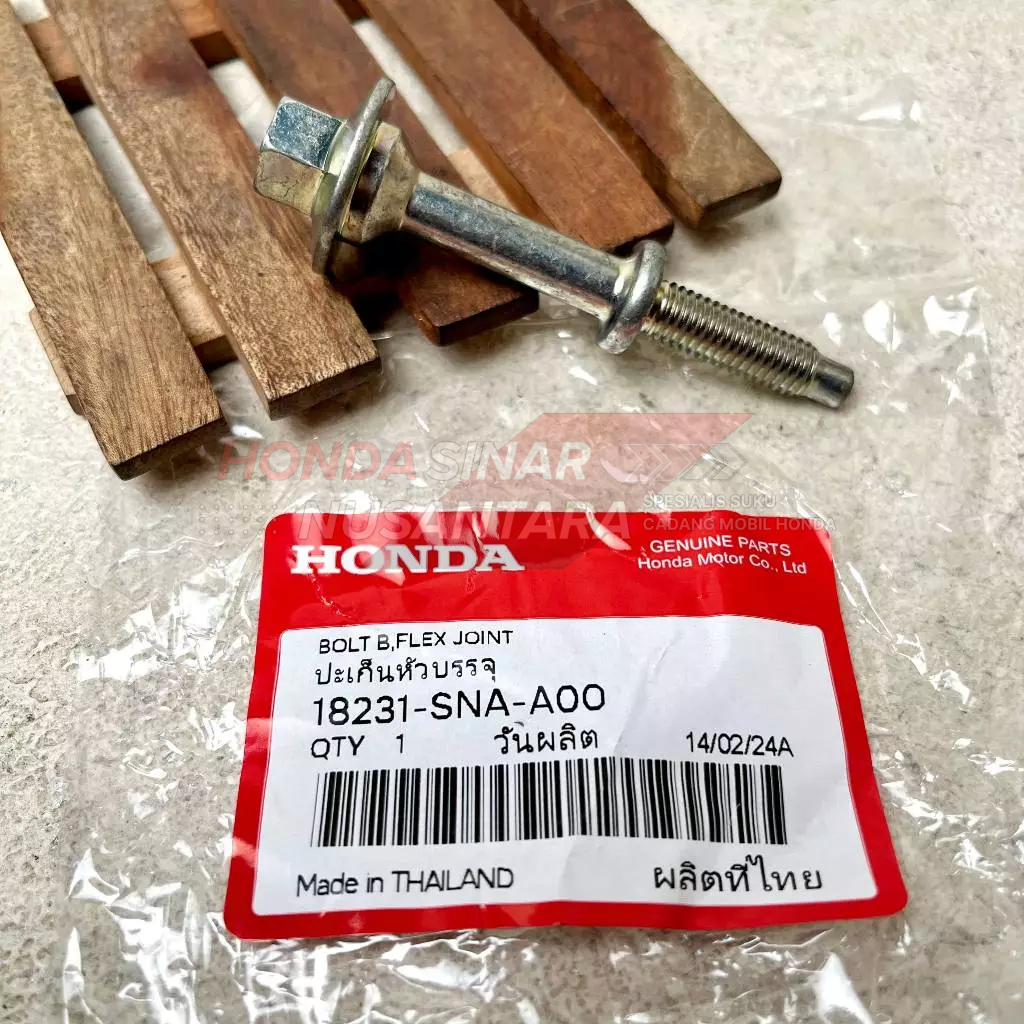 HONDA SINAR
NUSANTARA
SPESIALIS SUKU
CADANG MOBIL HONDA
HONDA
GENUINE PARTS
Honda Motor Co., Ltd
BOLT B,FLEX JOINT
ปะเก็นหัวบรรจุ
18231-SNA-A00
QTY 1 วันผลิต 14/02/24A
Made in THAILAND ผลิตที่ไทย